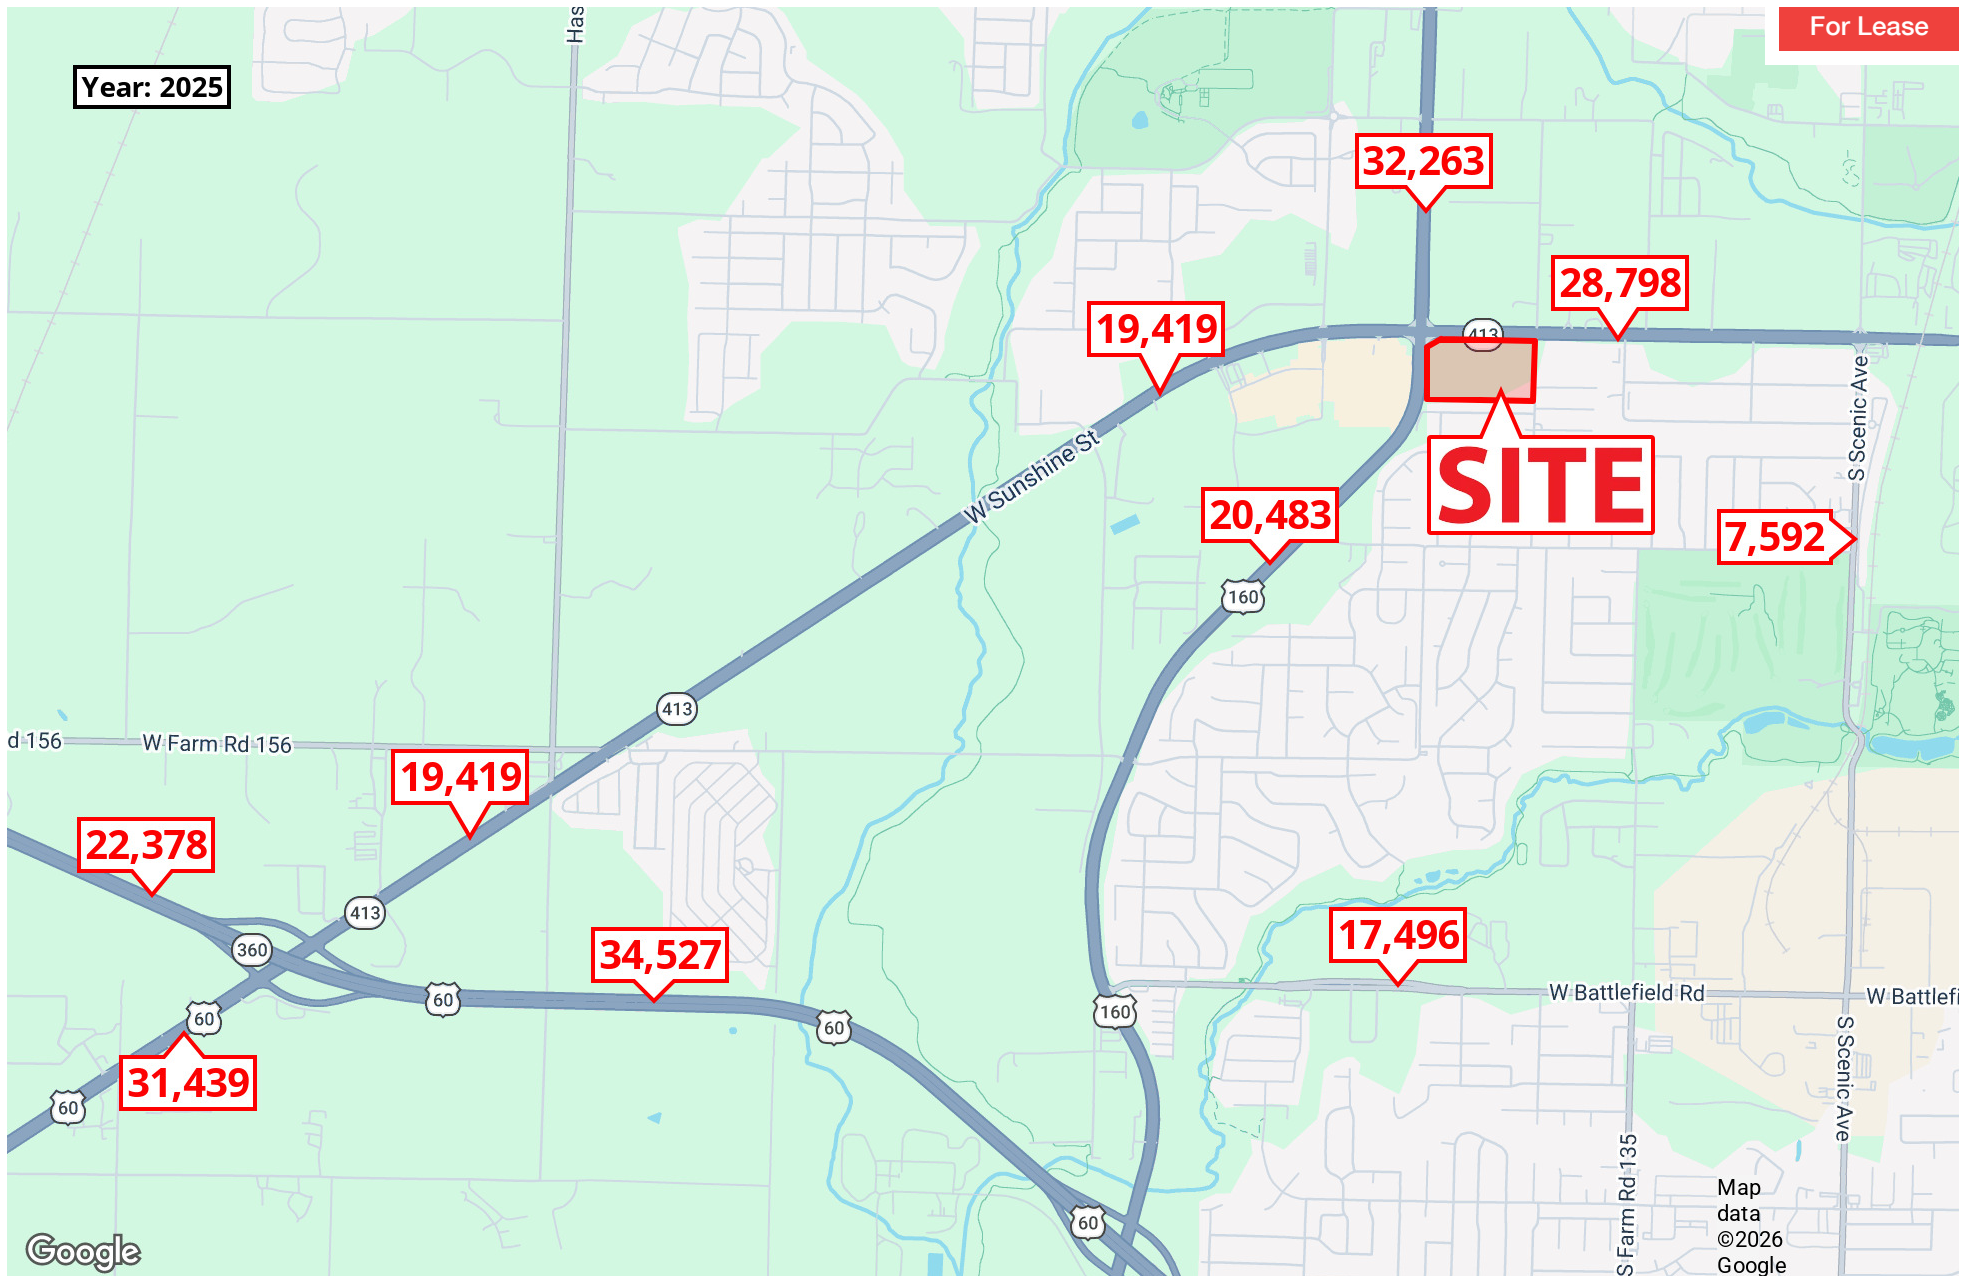 For Lease
Has
Year: 2025
32,263
28,798
19,419
413
SITE
S Scenic Ave
W Sunshine St
20,483
7,592
160
413
d 156
W Farm Rd 156
19,419
22,378
413
360
34,527
17,496
60
60
60
160
W Battlefield Rd
W Battlefi
31,439
60
S Scenic Ave
S Farm Rd 135
60
Map
data
©2026
Google
Google